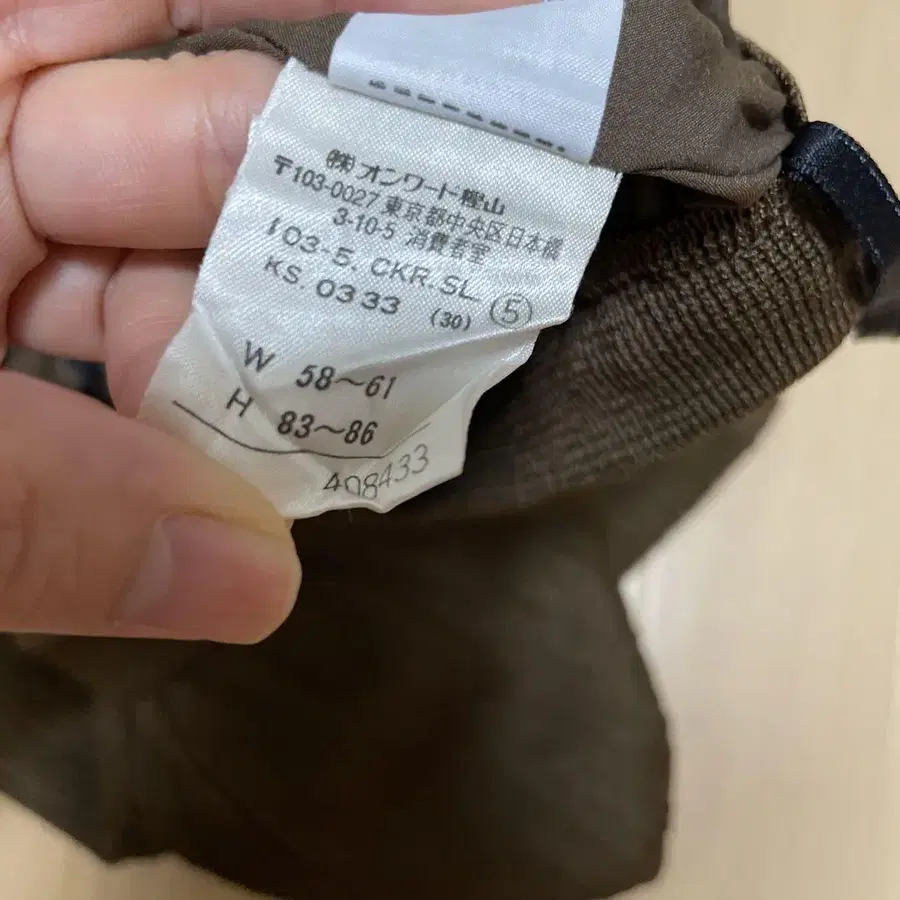 ㈱オンワード樫山
〒103-0027 東京都中央区日本橋
3-10-5 消費者室
103-5. CKR. SL. ⑤
KS. 0333 (30)
W 58〜61
H 83〜86
408433